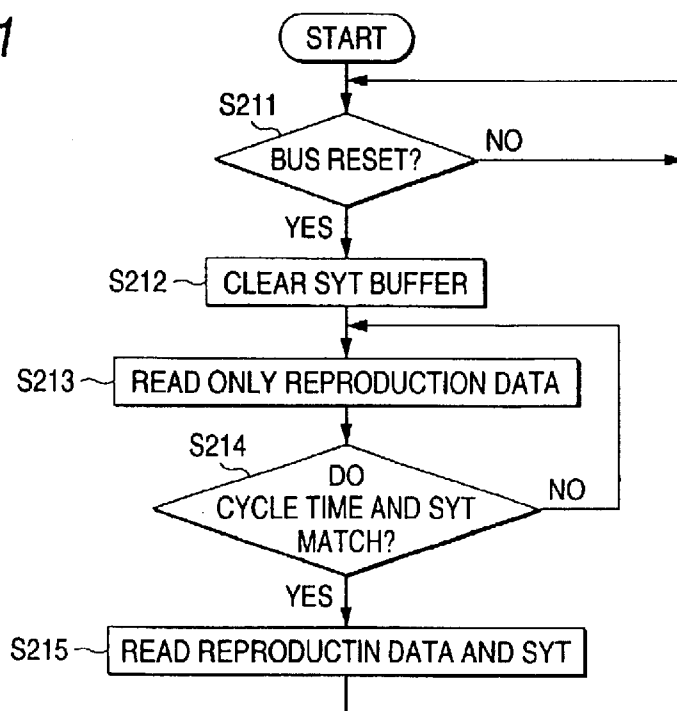 1
START
S211
BUS RESET?
NO
YES
S212
CLEAR SYT BUFFER
S213
READ ONLY REPRODUCTION DATA
S214
DO
CYCLE TIME AND SYT
MATCH?
NO
YES
S215
READ REPRODUCTIN DATA AND SYT